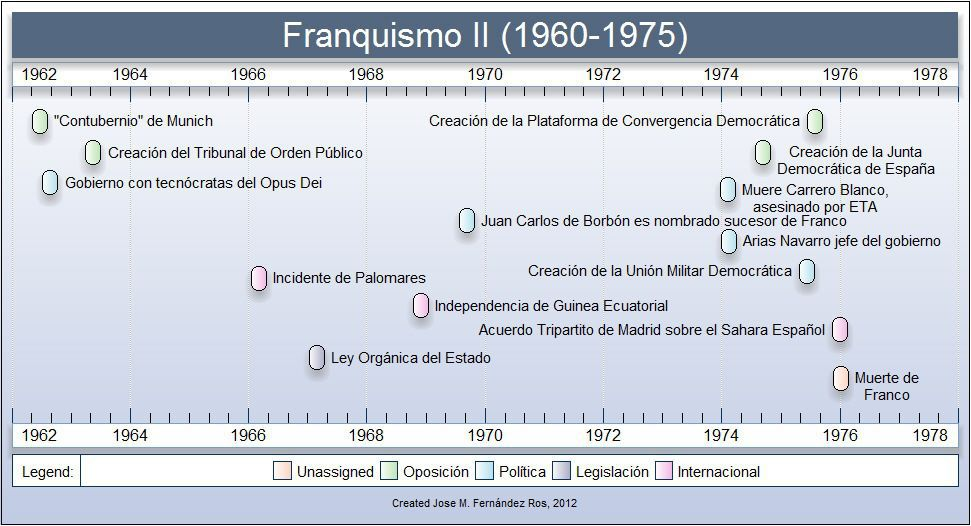 Franquismo II (1960-1975)
1962 1964 1966 1968 1970 1972 1974 1976 1978
"Contubernio" de Munich
Creación de la Plataforma de Convergencia Democrática
Creación del Tribunal de Orden Público
Creación de la Junta
Democrática de España
Gobierno con tecnócratas del Opus Dei
Muere Carrero Blanco,
asesinado por ETA
Juan Carlos de Borbón es nombrado sucesor de Franco
Arias Navarro jefe del gobierno
Creación de la Unión Militar Democrática
Incidente de Palomares
Independencia de Guinea Ecuatorial
Acuerdo Tripartito de Madrid sobre el Sahara Español
Ley Orgánica del Estado
Muerte de
Franco
1962 1964 1966 1968 1970 1972 1974 1976 1978
Legend: Unassigned Oposición Política Legislación Internacional
Created Jose M. Fernández Ros, 2012